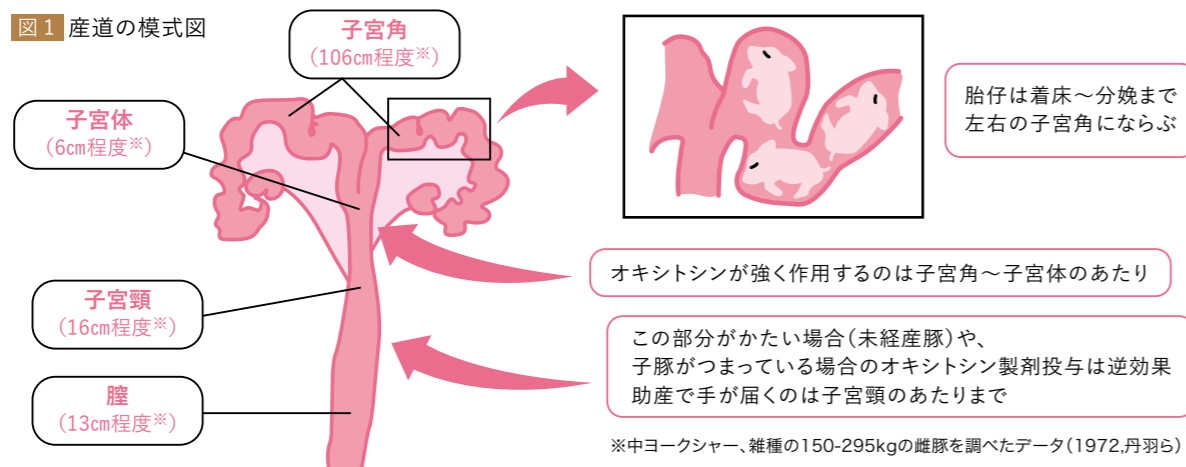 図1 産道の模式図
子宮角
（106cm程度※）
子宮体
（6cm程度※）
胎仔は着床～分娩まで
左右の子宮角にならぶ
オキシトシンが強く作用するのは子宮角～子宮体のあたり
子宮頸
（16cm程度※）
この部分がかたい場合（未経産豚）や、
子豚がつまっている場合のオキシトシン製剤投与は逆効果
助産で手が届くのは子宮頸のあたりまで
膣
（13cm程度※）
※中ヨークシャー、雑種の150-295kgの雌豚を調べたデータ（1972,丹羽ら）